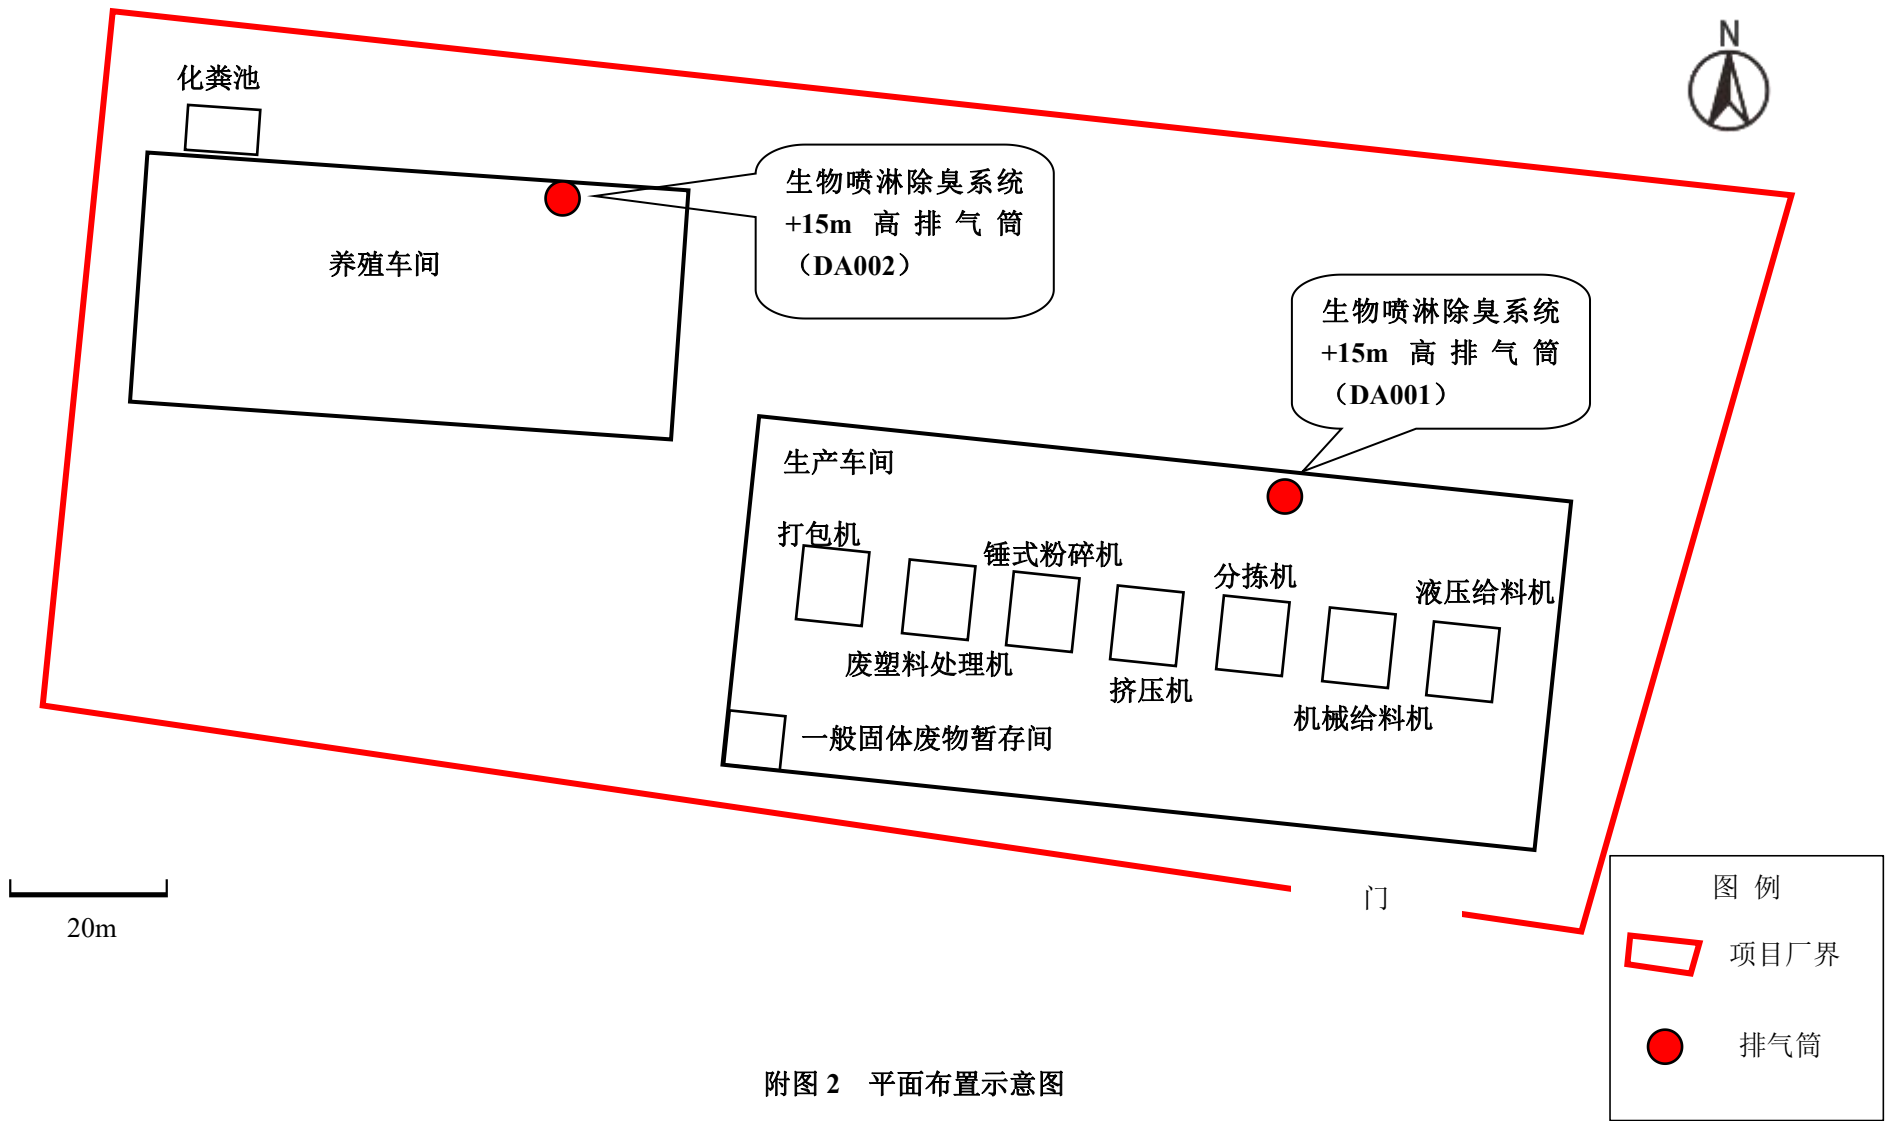 N
化粪池
生物喷淋除臭系统
+15m 高排气筒
（DA002）
养殖车间
生物喷淋除臭系统
+15m 高排气筒
（DA001）
生产车间
打包机
锤式粉碎机
分拣机
液压给料机
废塑料处理机
挤压机
机械给料机
一般固体废物暂存间
门
20m
图 例
项目厂界
排气筒
附图 2 平面布置示意图